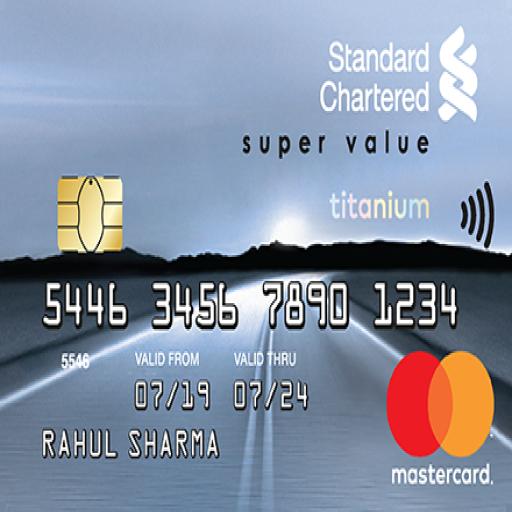 Standard
Chartered
super value
titanium
5446 3456 7890 1234
5546 VALID FROM VALID THRU
07/19 07/24
RAHUL SHARMA
mastercard.